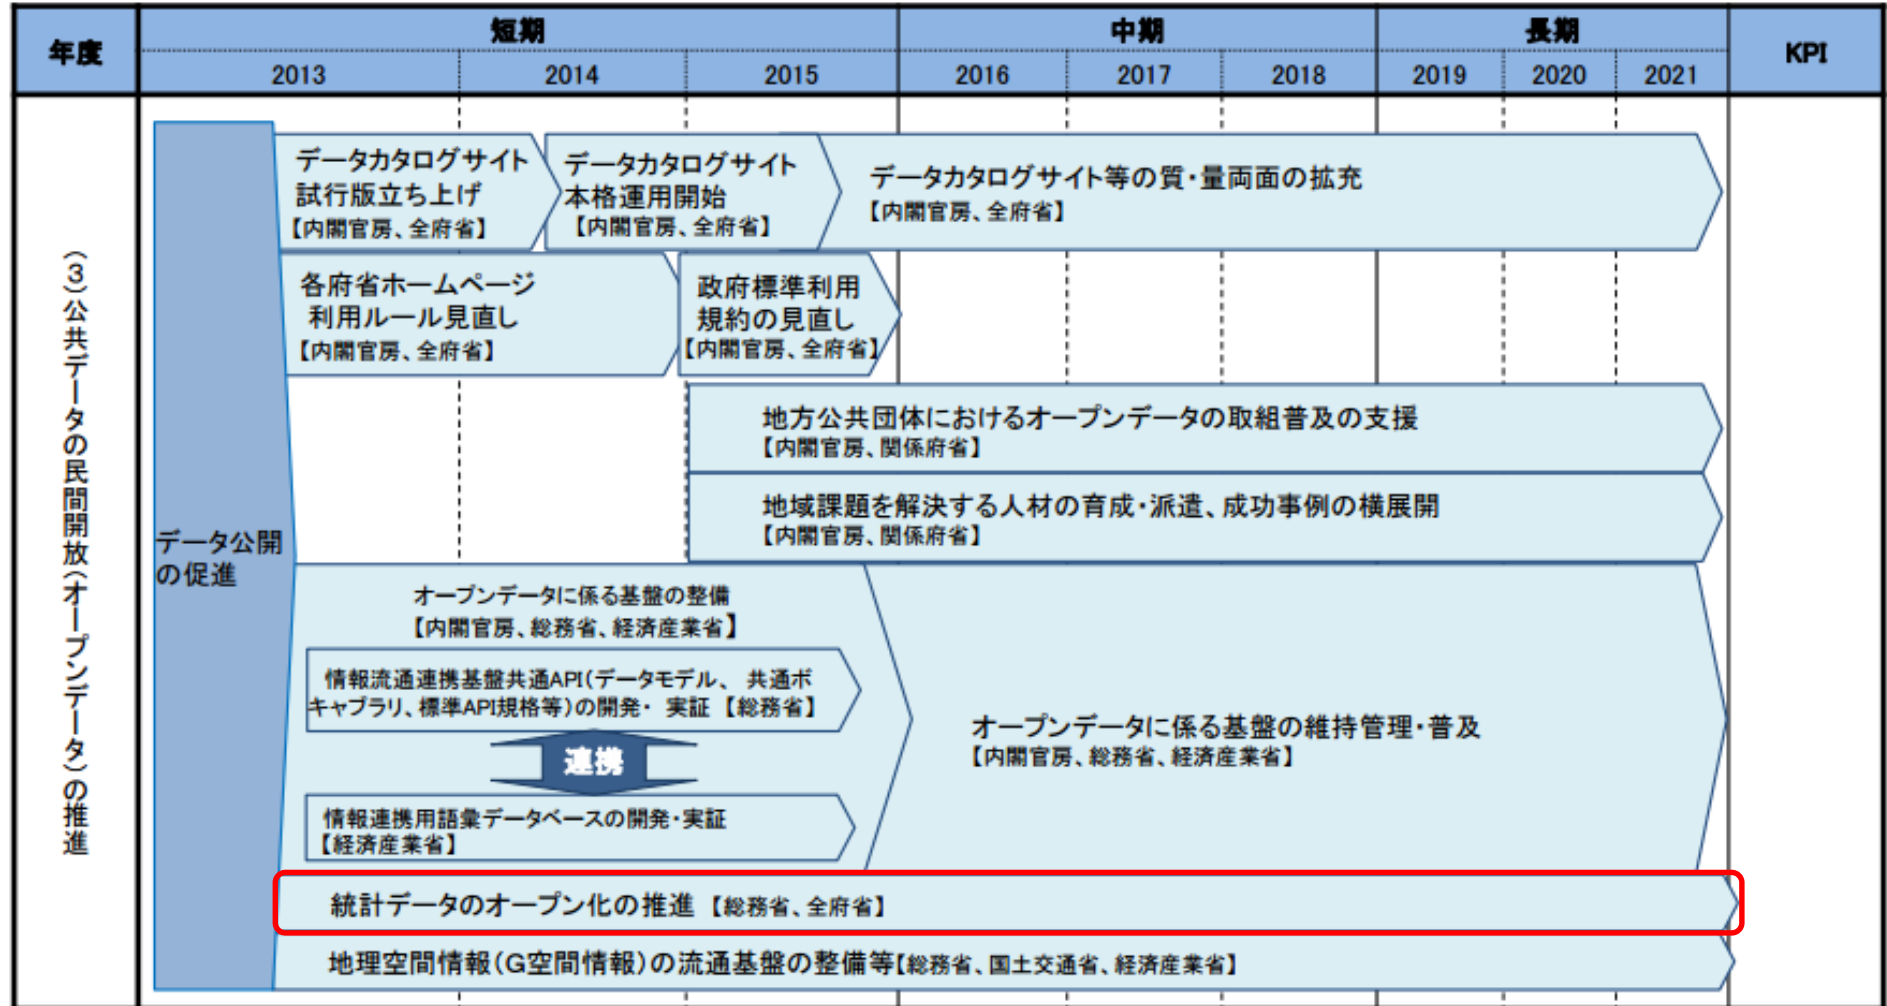 年度
短期
中期
長期
KPI
2013
2014
2015
2016
2017
2018
2019
2020
2021
(3)公共データの民間開放(オープンデータ)の推進
データ公開
の促進
データカタログサイト
試行版立ち上げ
【内閣官房、全府省】
データカタログサイト
本格運用開始
【内閣官房、全府省】
データカタログサイト等の質・量両面の拡充
【内閣官房、全府省】
各府省ホームページ
利用ルール見直し
【内閣官房、全府省】
政府標準利用
規約の見直し
【内閣官房、全府省】
地方公共団体におけるオープンデータの取組普及の支援
【内閣官房、関係府省】
地域課題を解決する人材の育成・派遣、成功事例の横展開
【内閣官房、関係府省】
オープンデータに係る基盤の整備
【内閣官房、総務省、経済産業省】
情報流通連携基盤共通API(データモデル、 共通ボ
キャブラリ、標準API規格等)の開発・ 実証 【総務省】
連携
情報連携用語彙データベースの開発・実証
【経済産業省】
オープンデータに係る基盤の維持管理・普及
【内閣官房、総務省、経済産業省】
統計データのオープン化の推進 【総務省、全府省】
地理空間情報(G空間情報)の流通基盤の整備等【総務省、国土交通省、経済産業省】